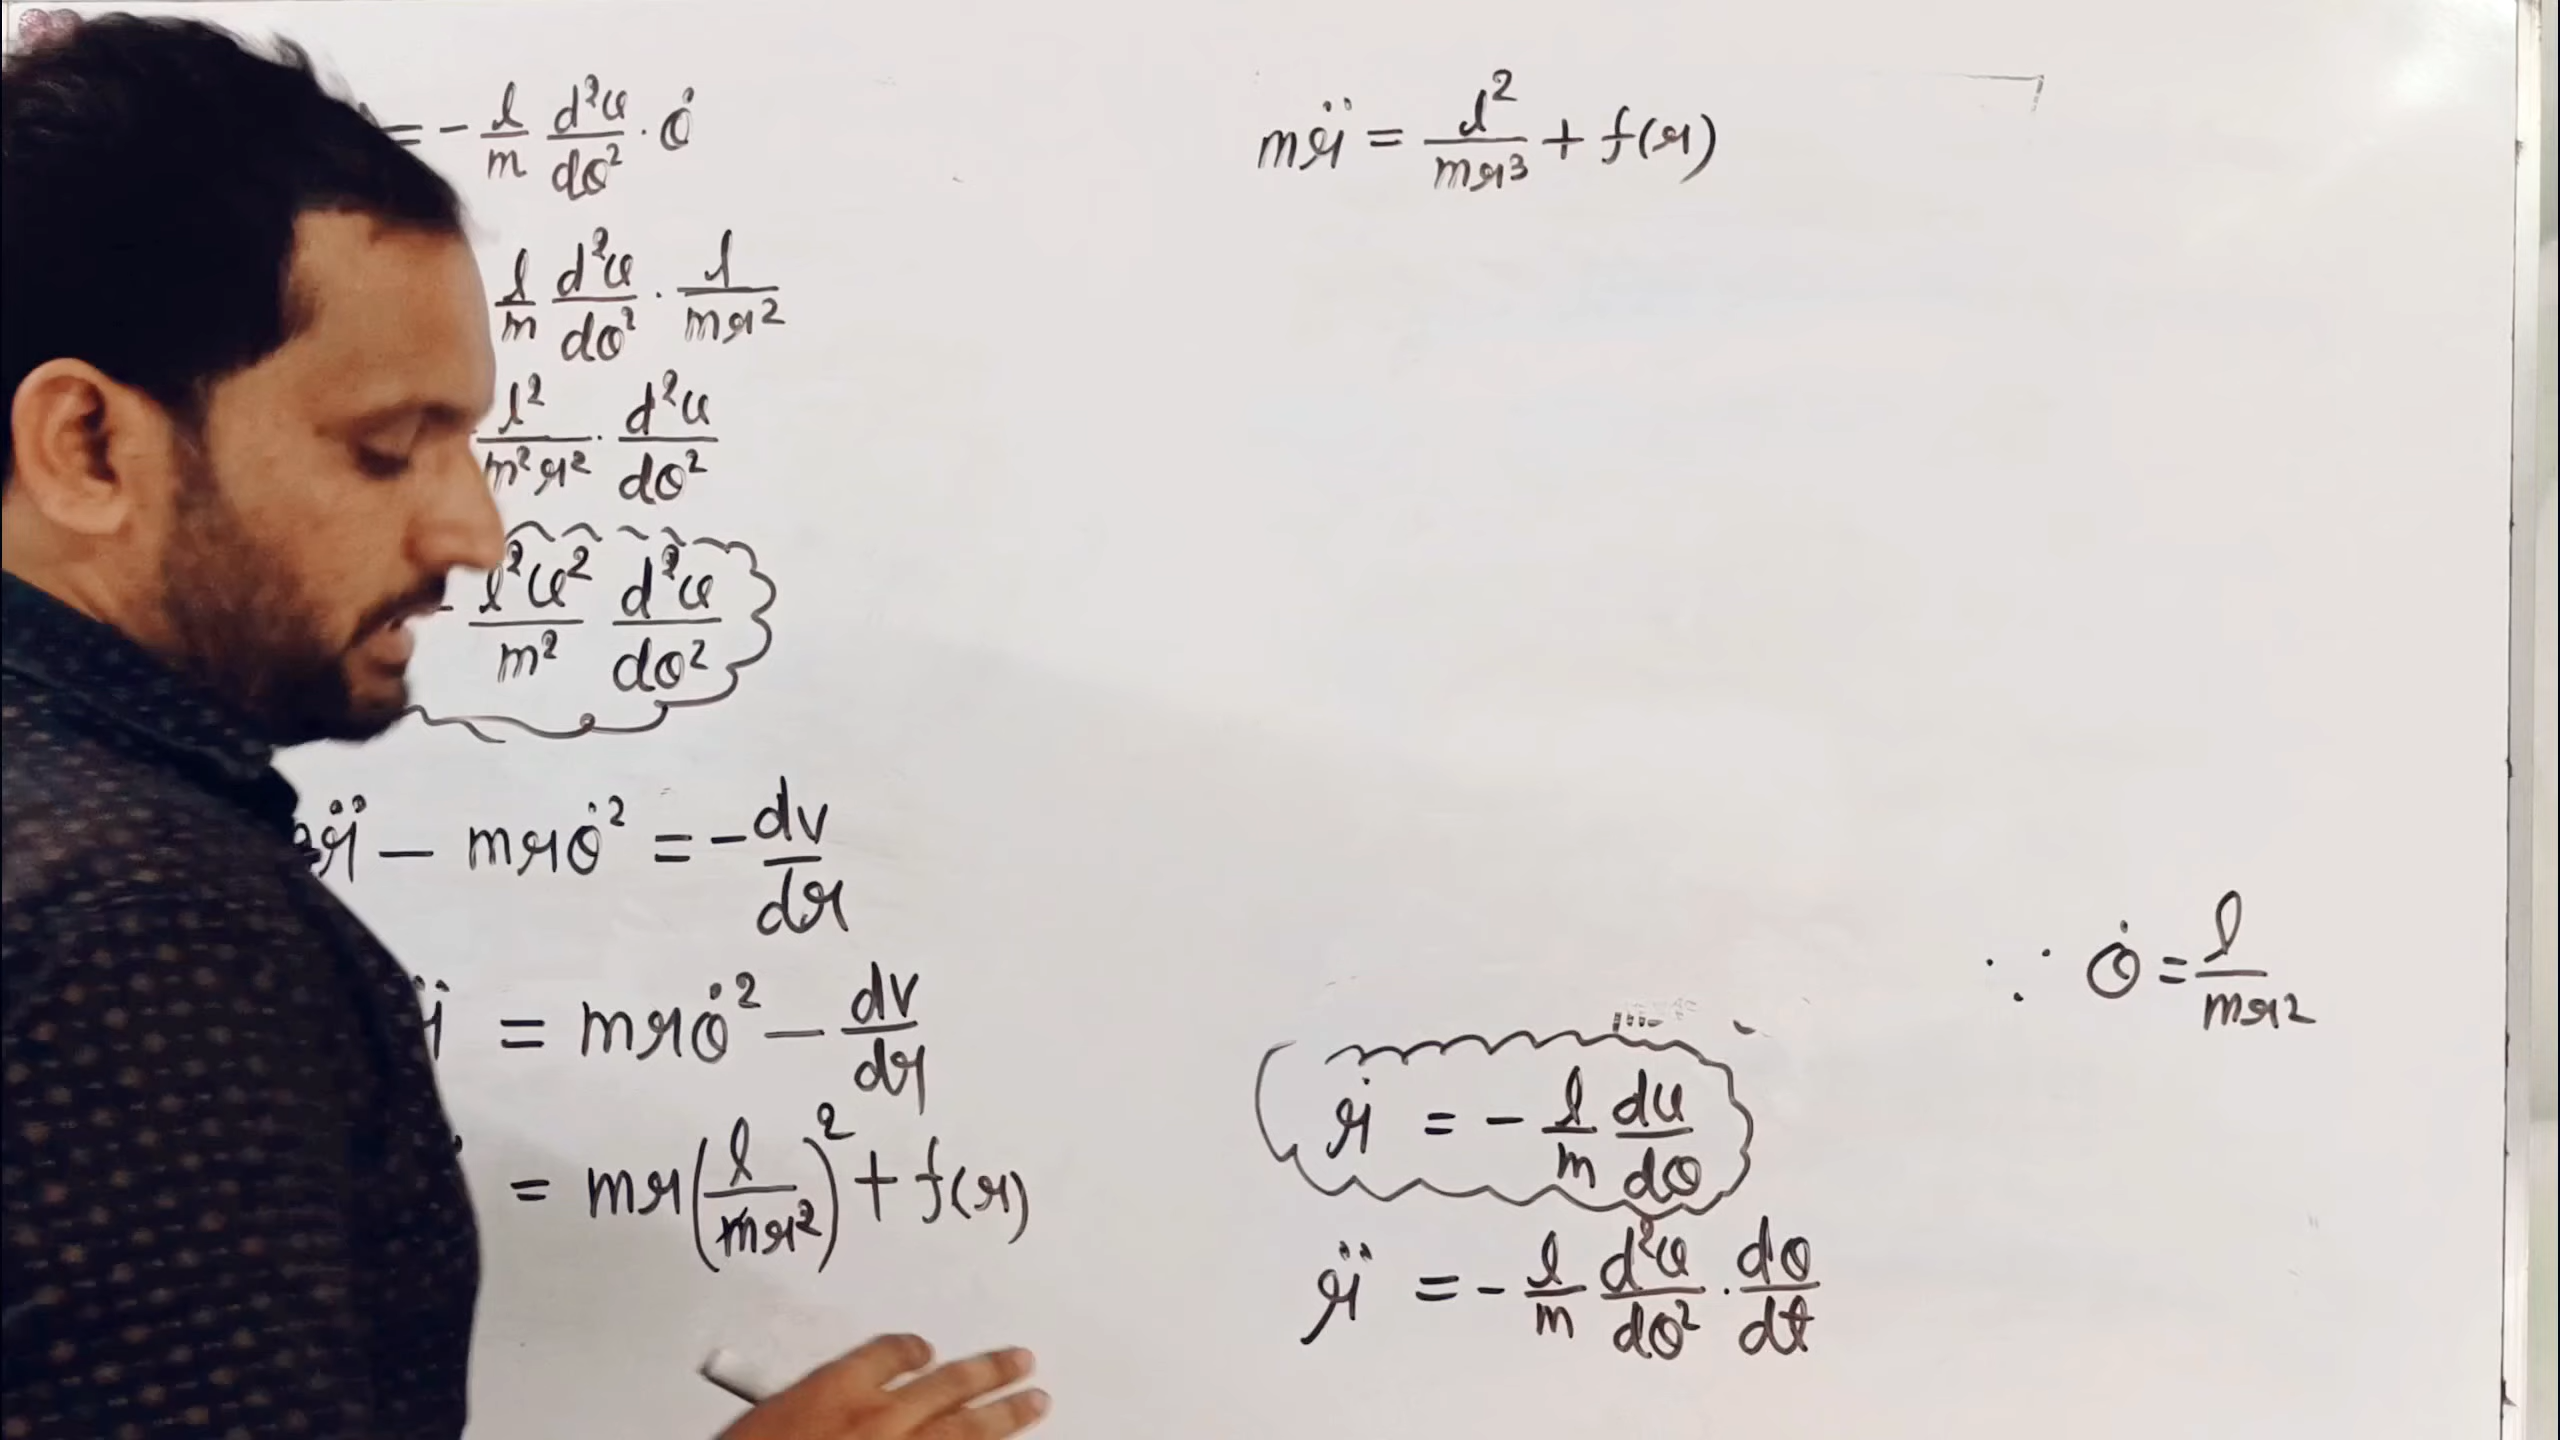 = - l/m d²u/dθ² · θ̇
l/m d²u/dθ² · l/mr²
l²/m²r² · d²u/dθ²
- l²u²/m² d²u/dθ²
r̈ - mrθ̇² = - dv/dr
= mrθ̇² - dv/dr
= mr(l/mr²)² + f(r)
mr̈ = l²/mr³ + f(r)
∵ θ̇ = l/mr²
ṙ = - l/m du/dθ
r̈ = - l/m d²u/dθ² · dθ/dt